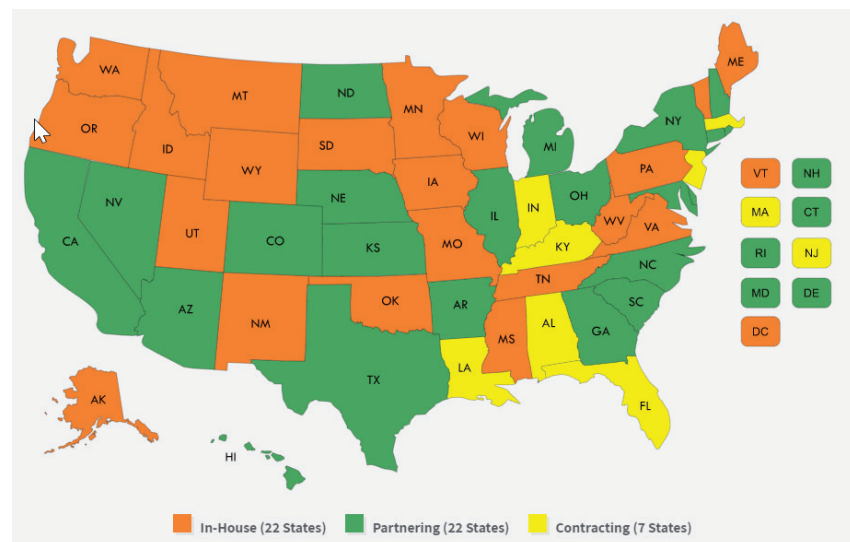 WA
MT
ND
MN
ME
OR
ID
SD
WI
NY
WY
MI
IA
PA
NE
VT
NH
NV
IL
IN
OH
UT
CO
WV
VA
MA
CT
CA
KS
MO
KY
RI
NJ
NC
TN
AZ
NM
OK
AR
SC
MD
DE
MS
AL
GA
DC
TX
LA
AK
FL
HI
In-House (22 States) Partnering (22 States) Contracting (7 States)